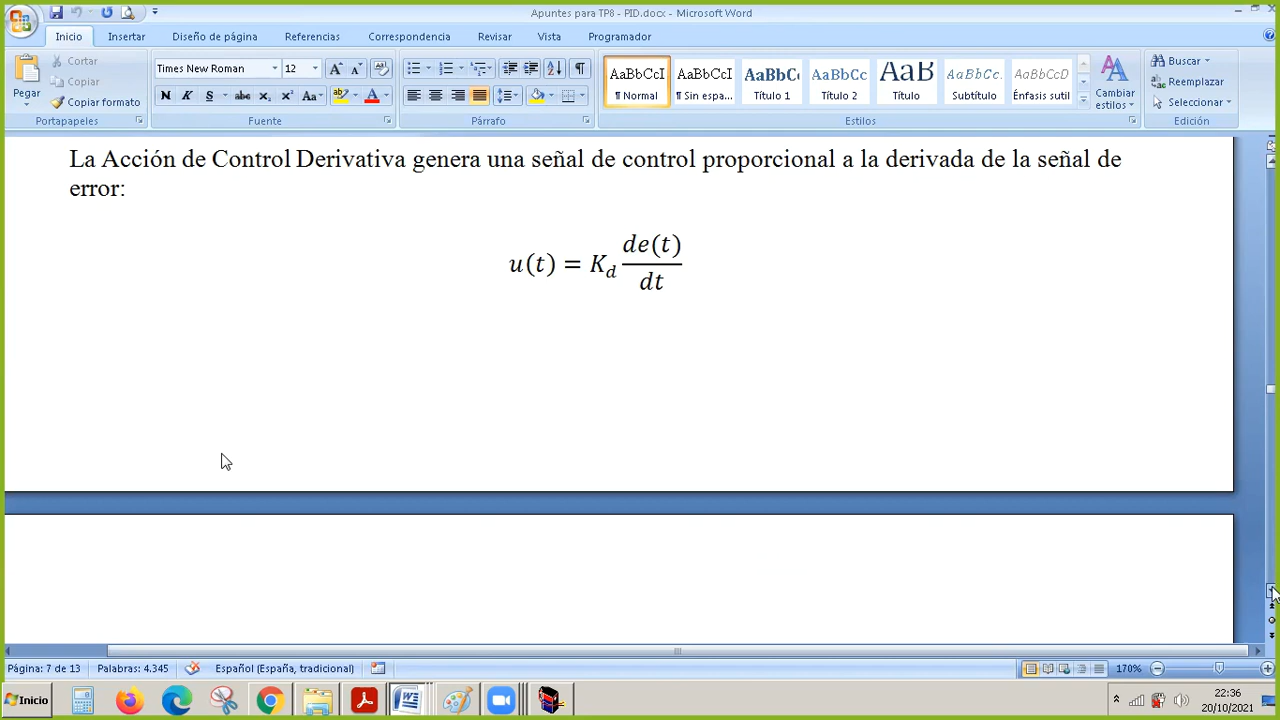 Apuntes para TP8 - PID.docx - Microsoft Word
Inicio Insertar Diseño de página Referencias Correspondencia Revisar Vista Programador
Pegar
Cortar
Copiar
Copiar formato
Portapapeles
Times New Roman 12
N K S abc x₂ x² Aa A
Fuente
Párrafo
AaBbCcI AaBbCcI AaBbC AaBbCc AaB AaBbCc. AaBbCcD
¶ Normal ¶ Sin espa... Título 1 Título 2 Título Subtítulo Énfasis sutil
Cambiar estilos
Estilos
Buscar
Reemplazar
Seleccionar
Edición
La Acción de Control Derivativa genera una señal de control proporcional a la derivada de la señal de
error:
u(t) = K_d de(t)/dt
Página: 7 de 13 Palabras: 4.345 Español (España, tradicional) 170%
Inicio
22:36
20/10/2021